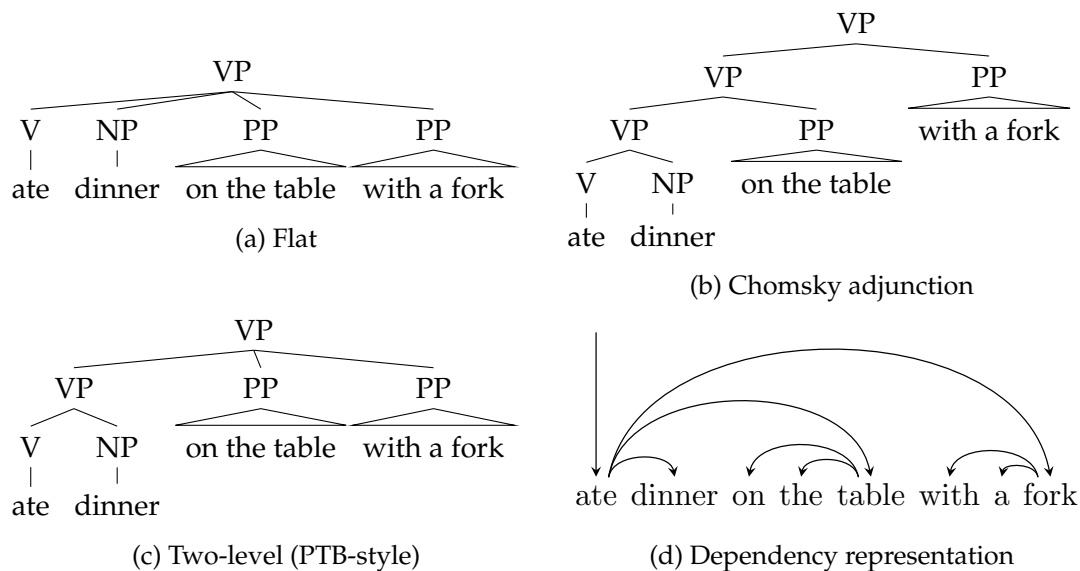 VP
V NP PP PP
ate dinner on the table with a fork
(a) Flat
VP
VP PP
VP PP with a fork
V NP on the table
ate dinner
(b) Chomsky adjunction
VP
VP PP PP
V NP on the table with a fork
ate dinner
(c) Two-level (PTB-style)
ate dinner on the table with a fork
(d) Dependency representation